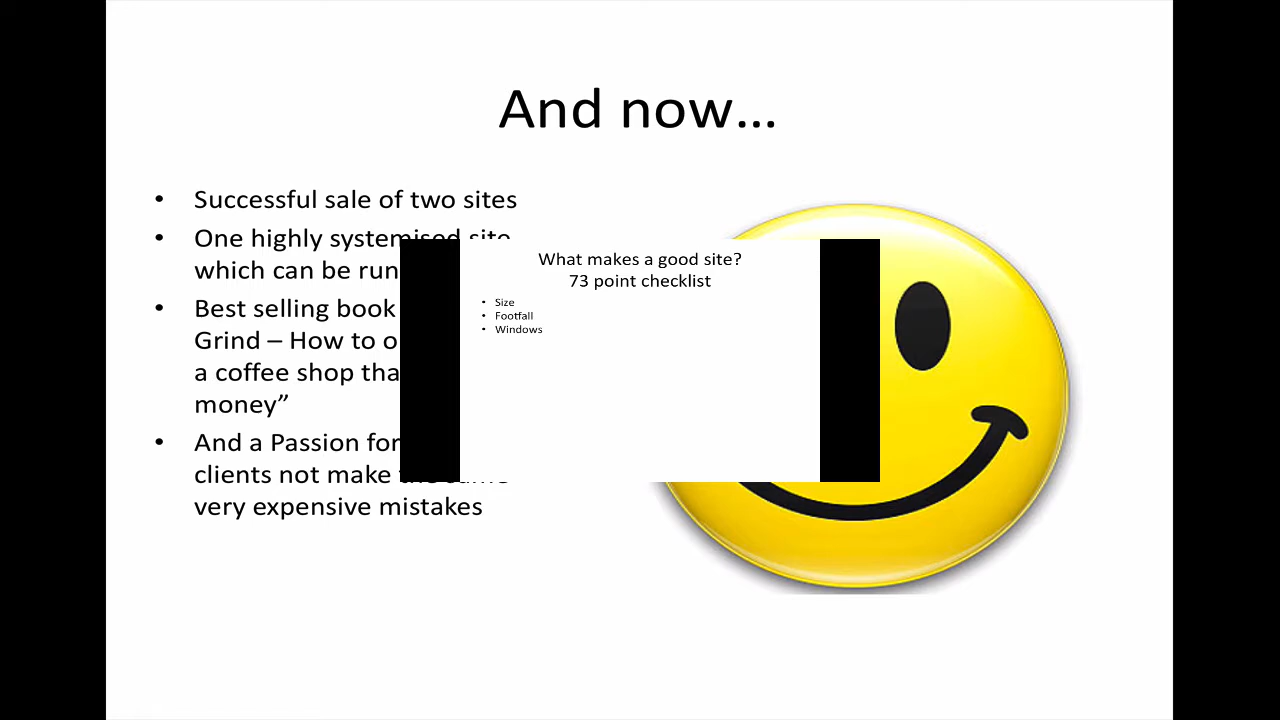 And now…
• Successful sale of two sites
• One highly systemised site
which can be run
• Best selling book
Grind – How to
a coffee shop
money”
• And a Passion for
clients not make the same
very expensive mistakes
What makes a good site?
73 point checklist
• Size
• Footfall
• Windows